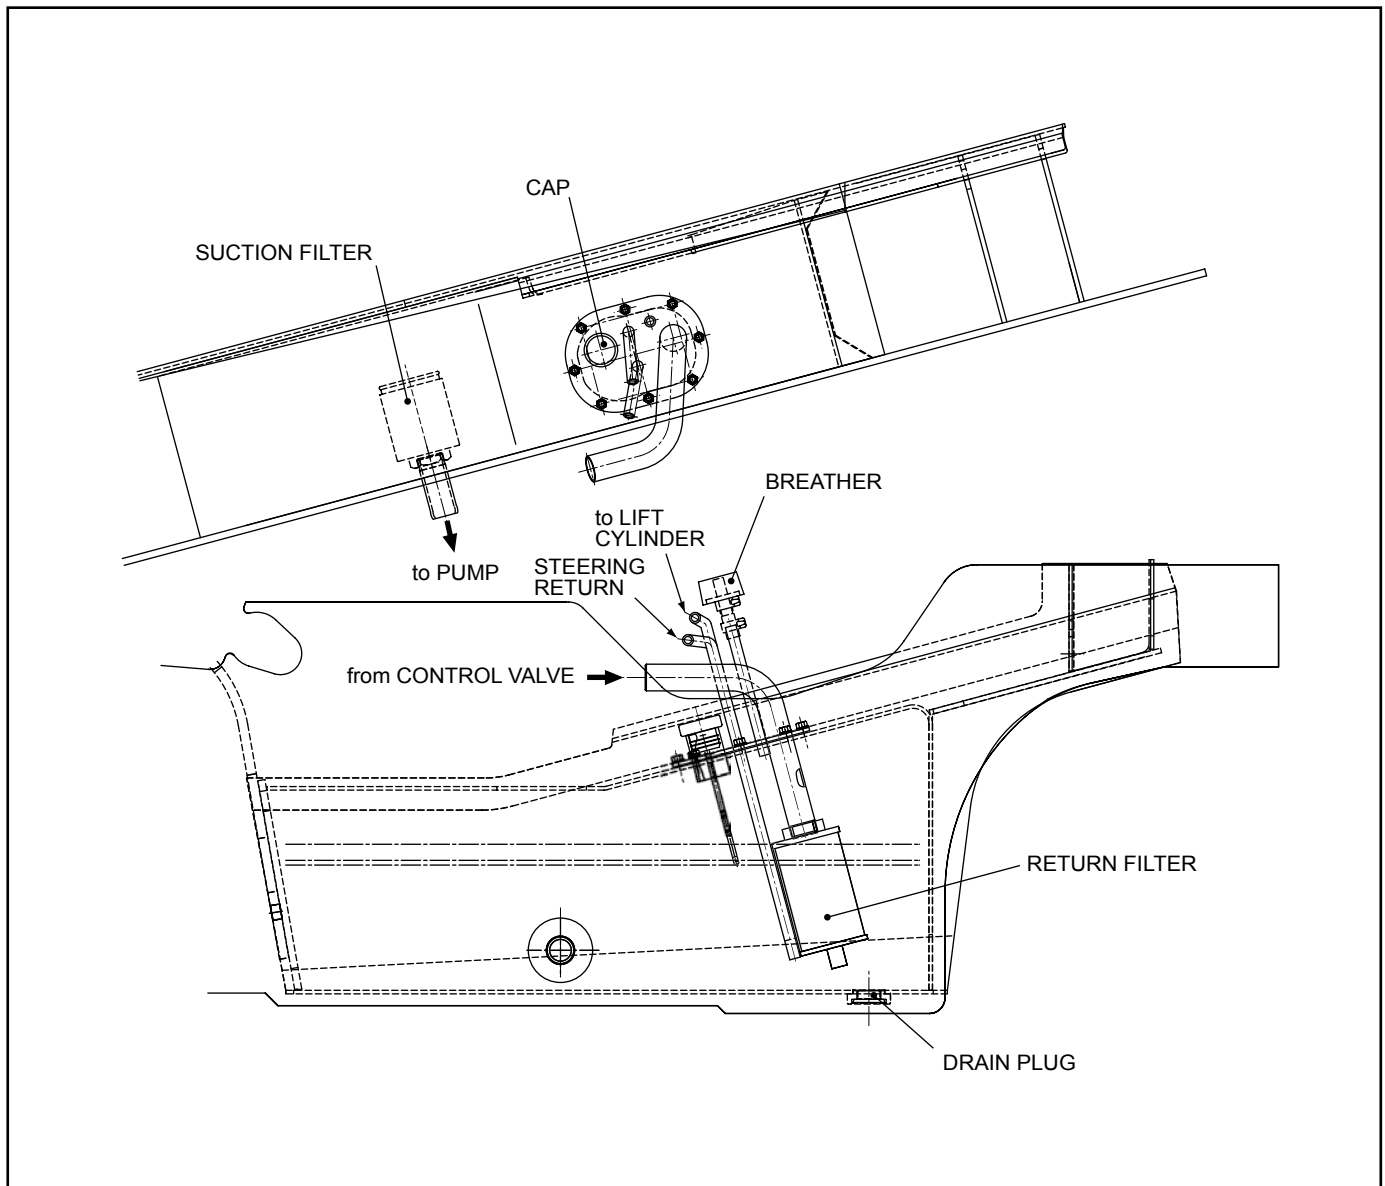 CAP
SUCTION FILTER
BREATHER
to LIFT
CYLINDER
to PUMP
STEERING
RETURN
from CONTROL VALVE
RETURN FILTER
DRAIN PLUG